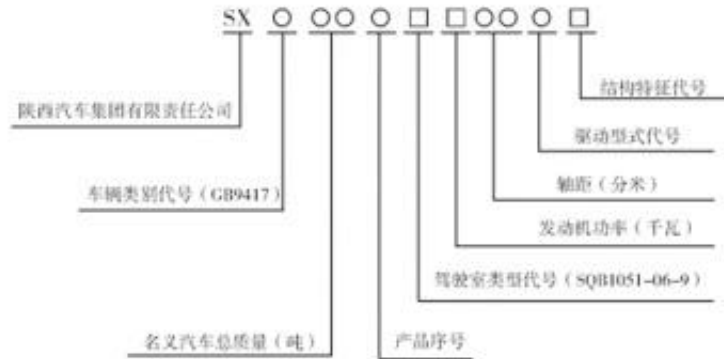 SX ○ ○○ ○ □ □ ○○ ○ □
结构特征代号
陕西汽车集团有限责任公司
驱动型式代号
轴距（分米）
车辆类别代号（GB9417）
发动机功率（千瓦）
驾驶室类型代号（SQB1051-06-9）
名义汽车总质量（吨）
产品序号